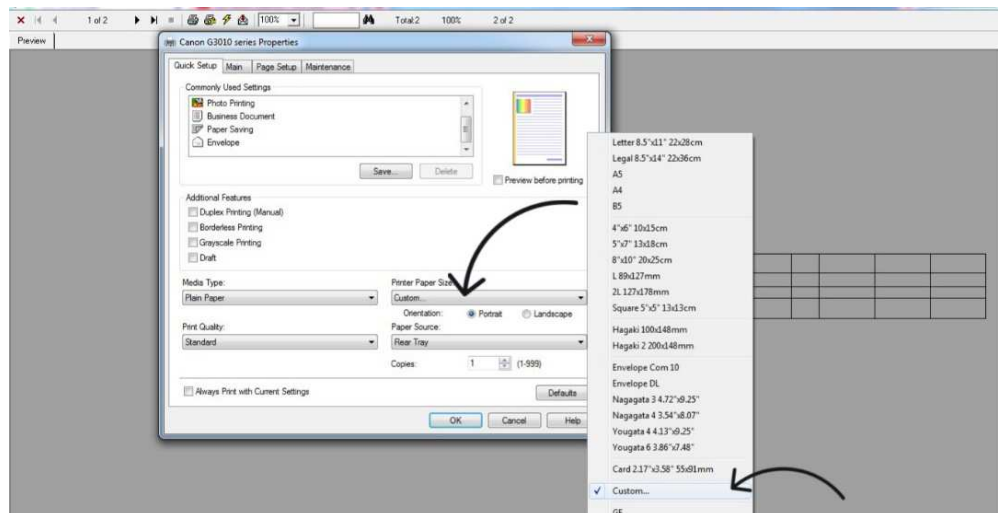 1 of 2 100% Total:2 100% 2 of 2
Preview
Canon G3010 series Properties
Quick Setup Main Page Setup Maintenance
Commonly Used Settings
Photo Printing
Business Document
Paper Saving
Envelope
Save... Delete
Preview before printing
Additional Features
Duplex Printing (Manual)
Borderless Printing
Grayscale Printing
Draft
Media Type: Printer Paper Size:
Plain Paper Custom...
Orientation: Portrait Landscape
Print Quality: Paper Source:
Standard Rear Tray
Copies: 1 (1-999)
Always Print with Current Settings Defaults
OK Cancel Help
Letter 8.5"x11" 22x28cm
Legal 8.5"x14" 22x36cm
A5
A4
B5
4"x6" 10x15cm
5"x7" 13x18cm
8"x10" 20x25cm
L 89x127mm
2L 127x178mm
Square 5"x5" 13x13cm
Hagaki 100x148mm
Hagaki 2 200x148mm
Envelope Com 10
Envelope DL
Nagagata 3 4.72"x9.25"
Nagagata 4 3.54"x8.07"
Yougata 4 4.13"x9.25"
Yougata 6 3.86"x7.48"
Card 2.17"x3.58" 55x91mm
Custom...